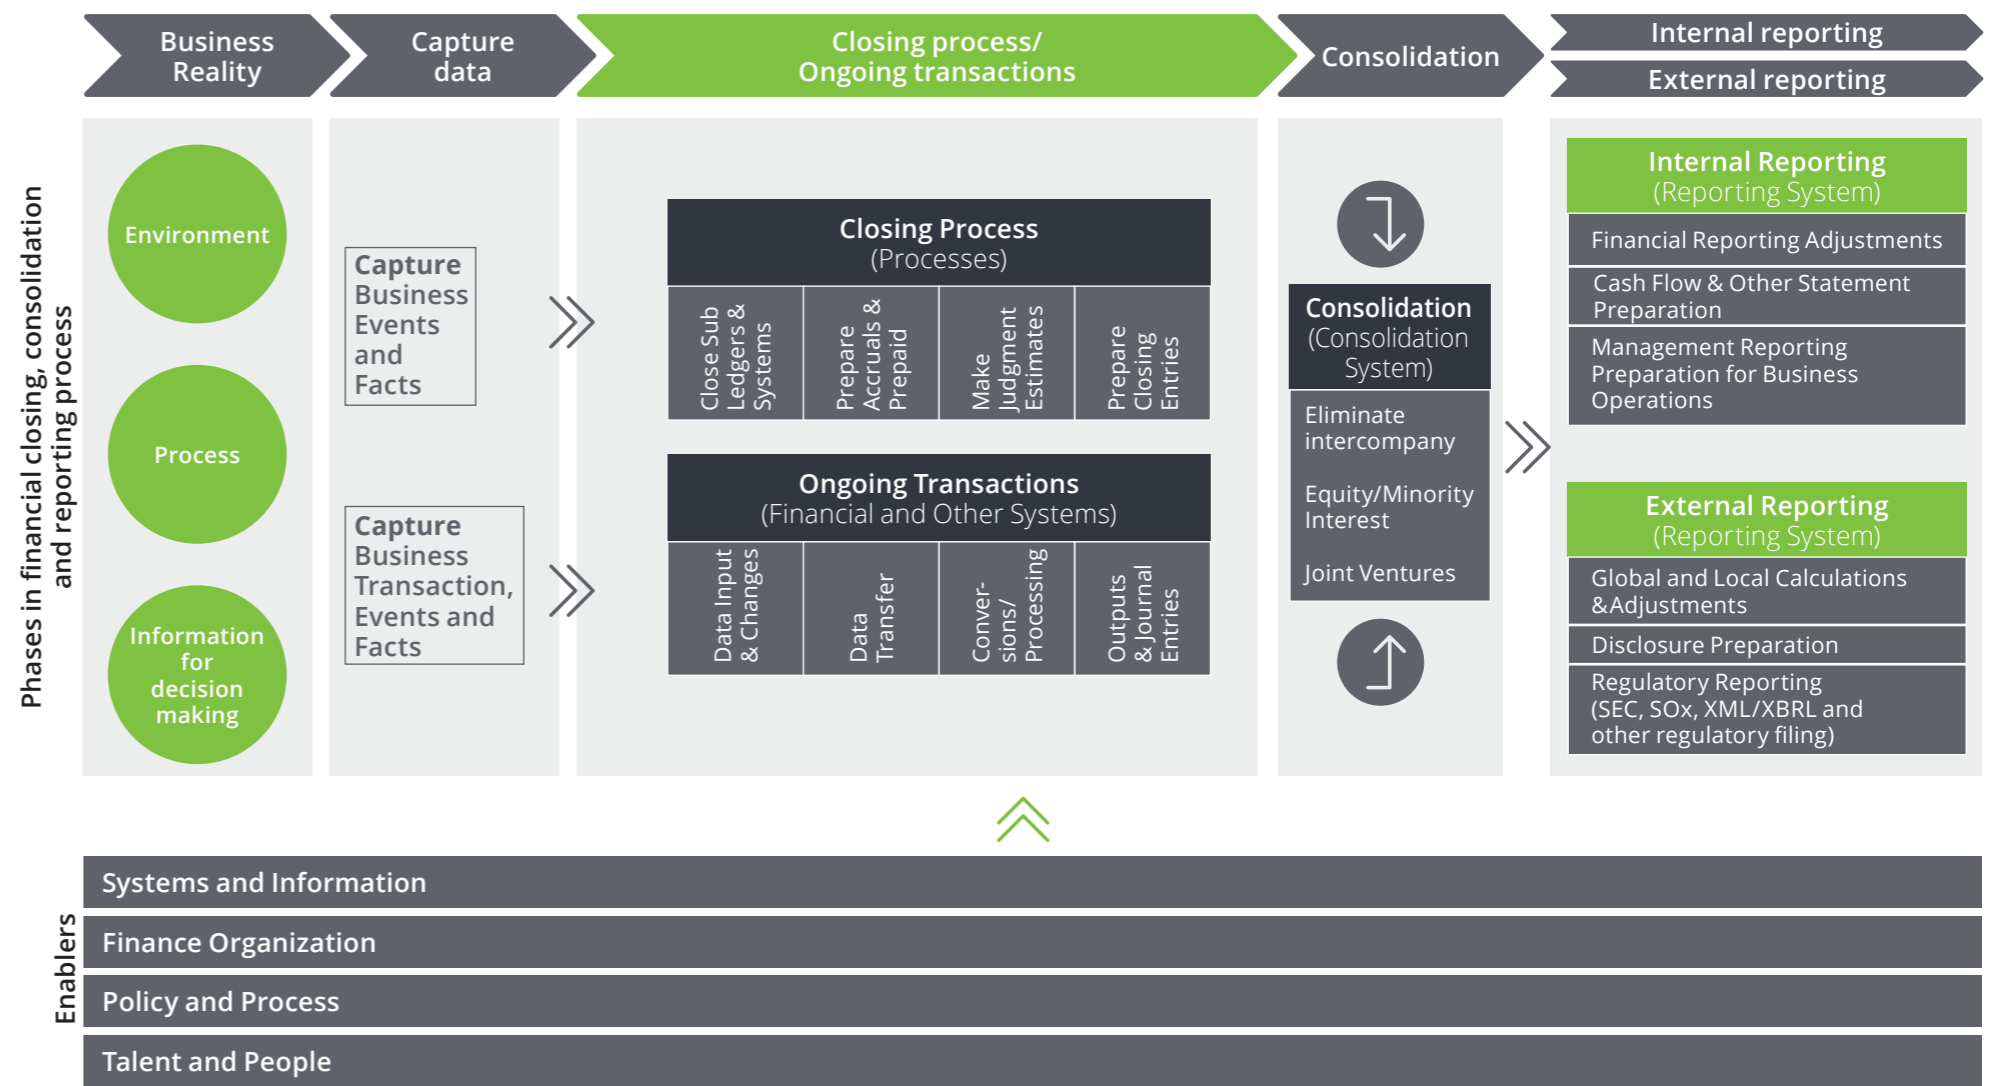 Business
Reality
Capture
data
Closing process/
Ongoing transactions
Consolidation
Internal reporting
External reporting
Phases in financial closing, consolidation
and reporting process
Environment
Process
Information
for
decision
making
Capture
Business
Events
and
Facts
Capture
Business
Transaction,
Events and
Facts
Closing Process
(Processes)
Close Sub
Ledgers &
Systems
Prepare
Accruals &
Prepaid
Make
Judgment
Estimates
Prepare
Closing
Entries
Ongoing Transactions
(Financial and Other Systems)
Data Input
& Changes
Data
Transfer
Conver-
sions/
Processing
Outputs
& Journal
Entries
Consolidation
(Consolidation
System)
Eliminate
intercompany
Equity/Minority
Interest
Joint Ventures
Internal Reporting
(Reporting System)
Financial Reporting Adjustments
Cash Flow & Other Statement
Preparation
Management Reporting
Preparation for Business
Operations
External Reporting
(Reporting System)
Global and Local Calculations
&Adjustments
Disclosure Preparation
Regulatory Reporting
(SEC, SOx, XML/XBRL and
other regulatory filing)
Enablers
Systems and Information
Finance Organization
Policy and Process
Talent and People